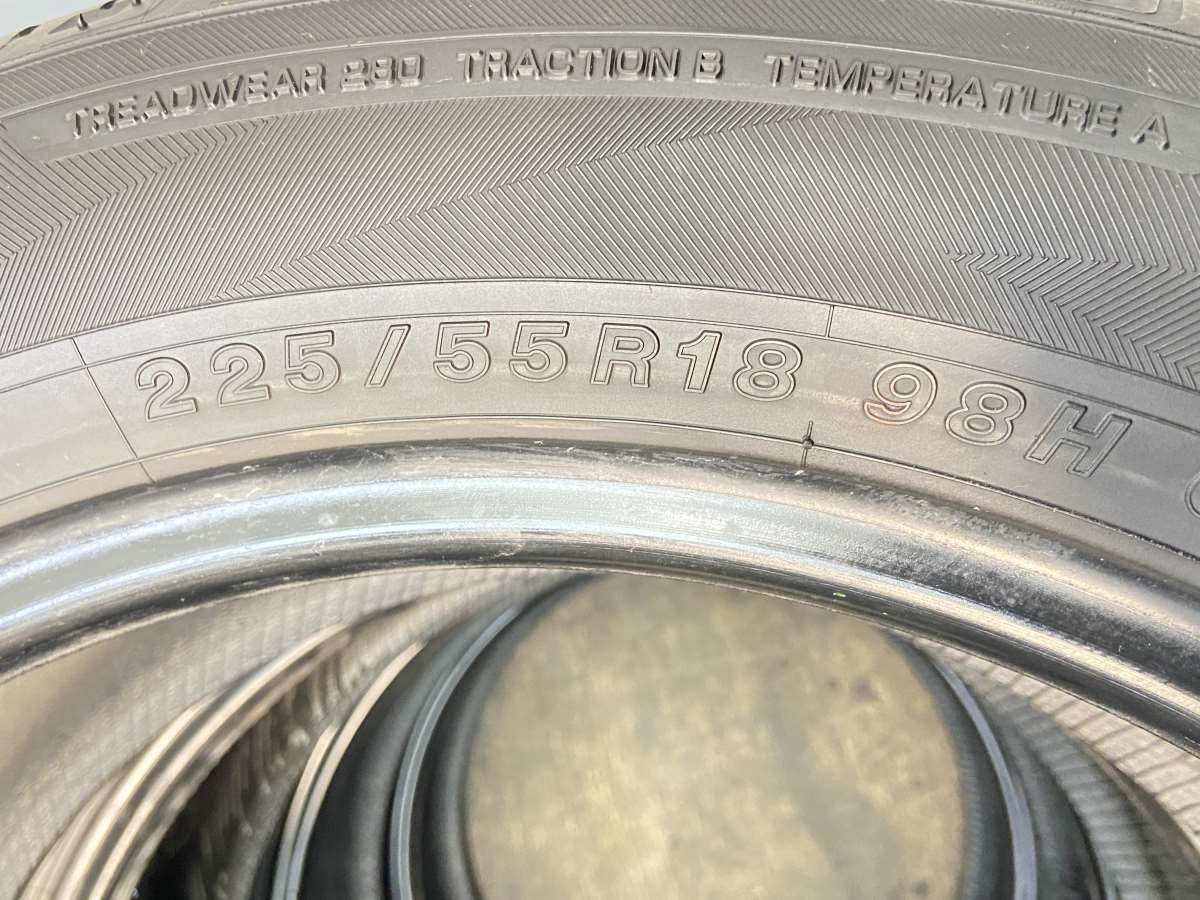 TREADWEAR 280 TRACTION B TEMPERATURE A
225/55R18 98H